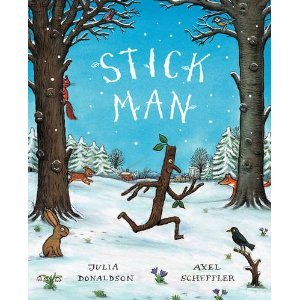 STICK
MAN
JULIA
DONALDSON
AXEL
SCHEFFLER